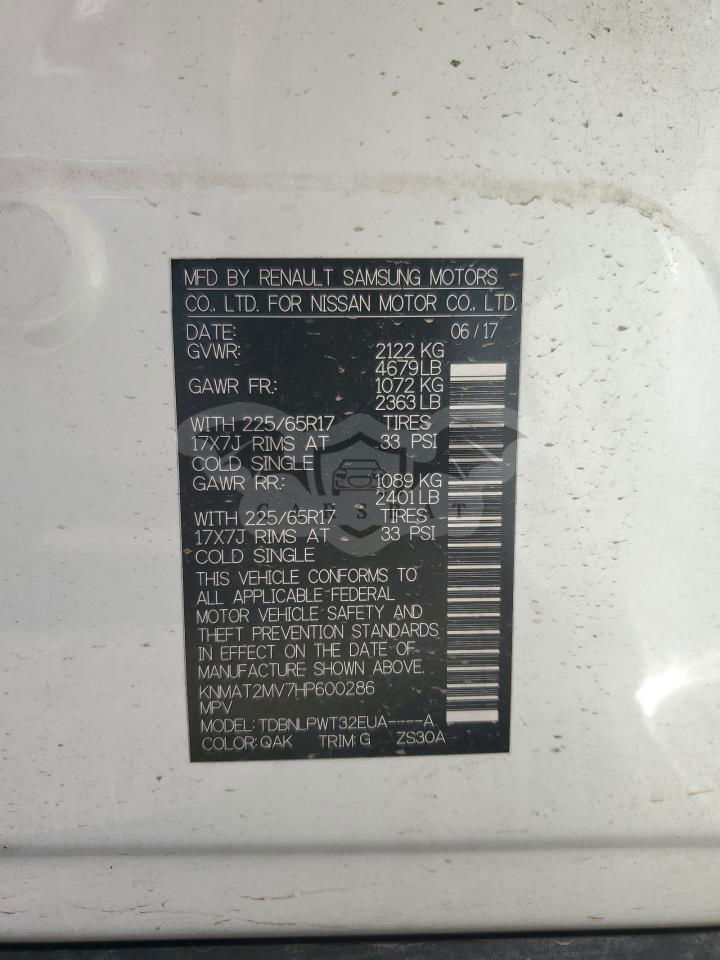 MFD BY RENAULT SAMSUNG MOTORS
CO., LTD. FOR NISSAN MOTOR CO., LTD.
DATE: 06/17
GVWR: 2122 KG
4679 LB
GAWR FR.: 1072 KG
2363 LB
WITH 225/65R17 TIRES
17X7J RIMS AT 33 PSI
COLD SINGLE
GAWR RR.: 1089 KG
2401 LB
WITH 225/65R17 TIRES
17X7J RIMS AT 33 PSI
COLD SINGLE
THIS VEHICLE CONFORMS TO
ALL APPLICABLE FEDERAL
MOTOR VEHICLE SAFETY AND
THEFT PREVENTION STANDARDS
IN EFFECT ON THE DATE OF
MANUFACTURE SHOWN ABOVE.
KNMAT2MV7HP600286
MPV
MODEL: TDBNLPWT32EUA----A
COLOR: QAK TRIM: G ZS30A